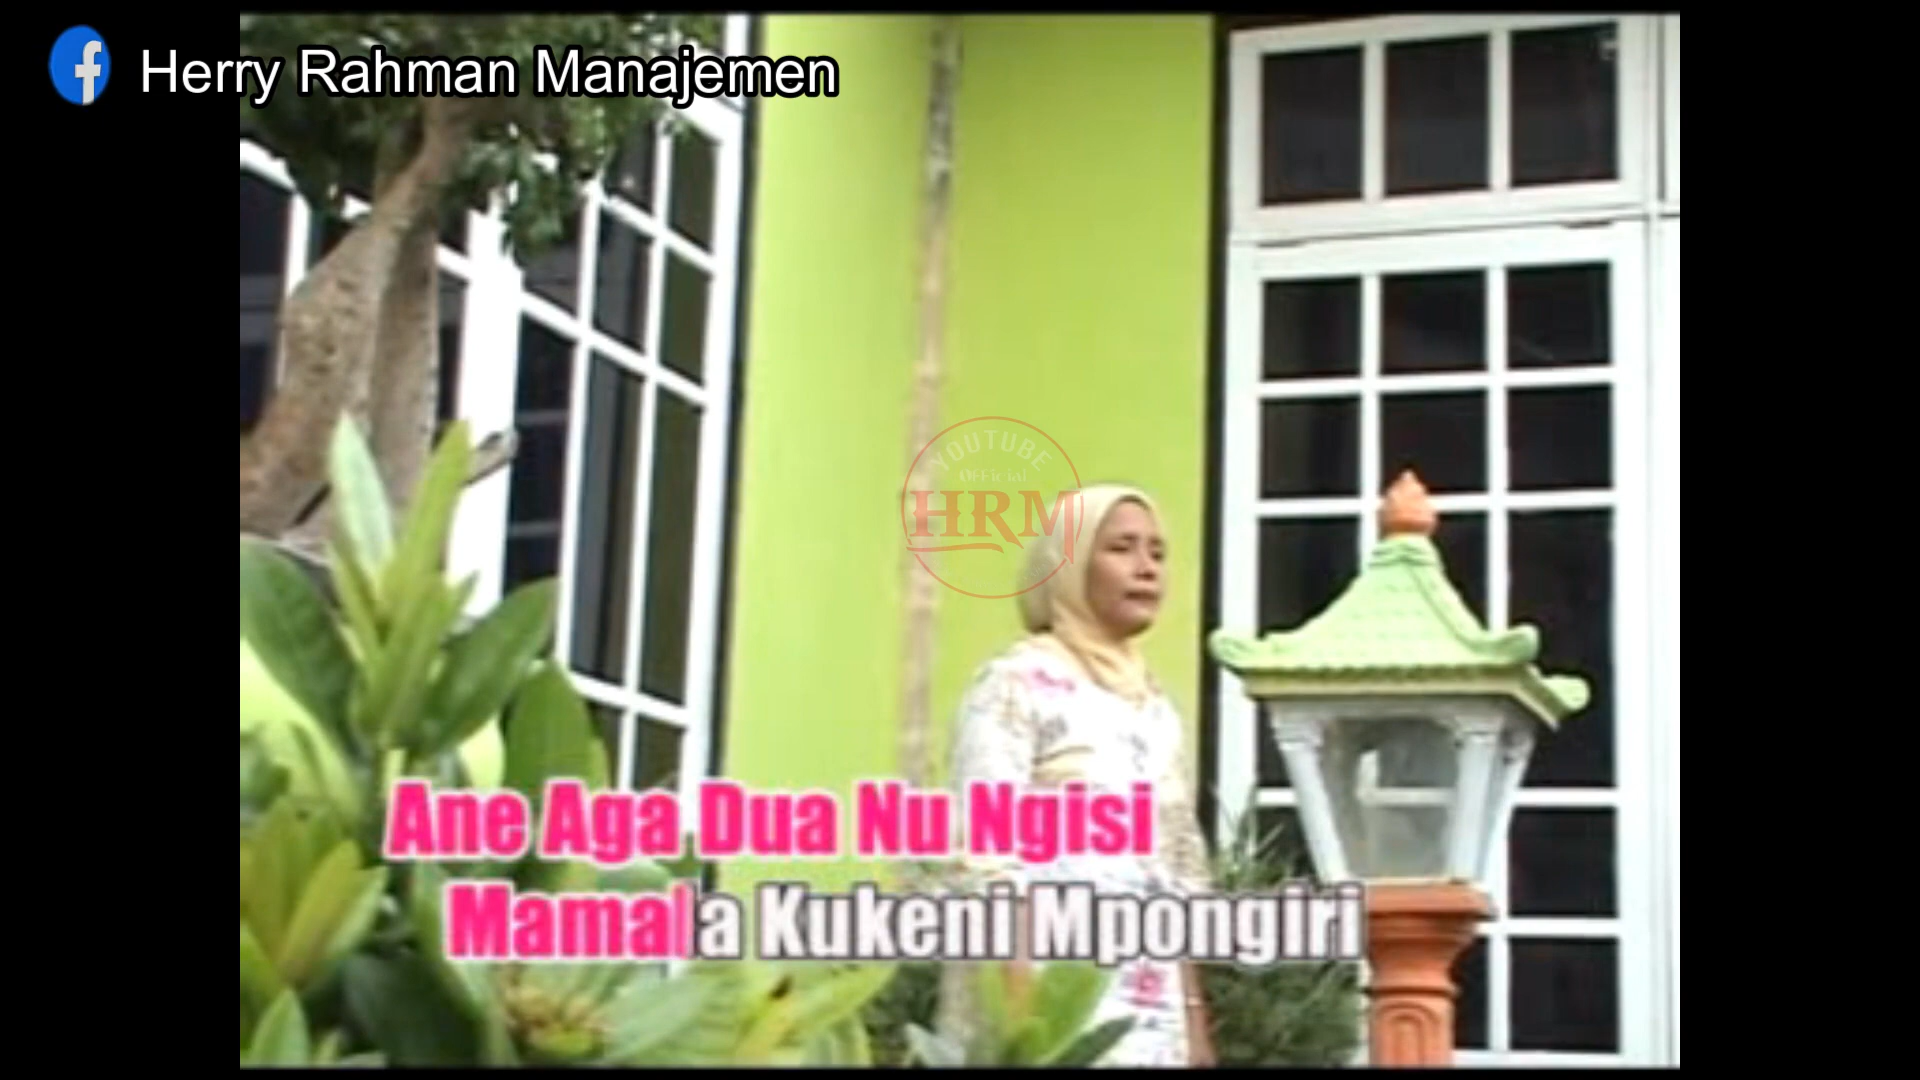 Herry Rahman Manajemen
YOUTUBE
Official
HRM
Ane Aga Dua Nu Ngisi
Mamala Kukeni Mpongiri